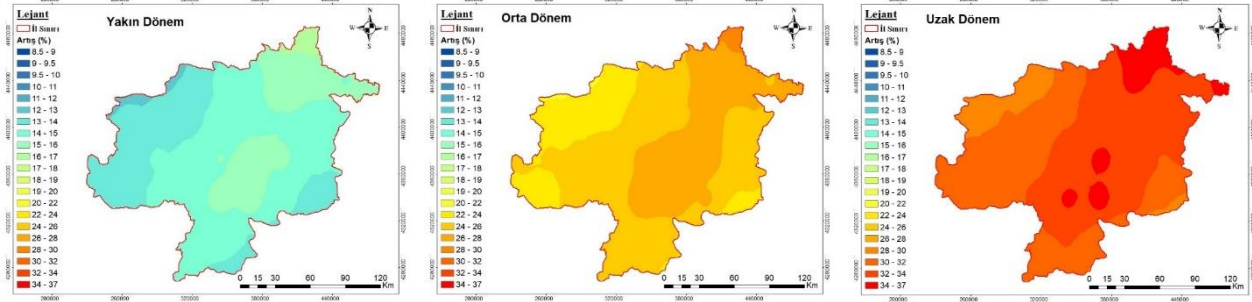 Lejant
İl Sınırı
Artış (%)
8.5 - 9
9 - 9.5
9.5 - 10
10 - 11
11 - 12
12 - 13
13 - 14
14 - 15
15 - 16
16 - 17
17 - 18
18 - 19
19 - 20
20 - 22
22 - 24
24 - 26
26 - 28
28 - 30
30 - 32
32 - 34
34 - 37
Yakın Dönem
N
W E
S
0 15 30 60 90 120
Km
Lejant
İl Sınırı
Artış (%)
8.5 - 9
9 - 9.5
9.5 - 10
10 - 11
11 - 12
12 - 13
13 - 14
14 - 15
15 - 16
16 - 17
17 - 18
18 - 19
19 - 20
20 - 22
22 - 24
24 - 26
26 - 28
28 - 30
30 - 32
32 - 34
34 - 37
Orta Dönem
N
W E
S
0 15 30 60 90 120
Km
Lejant
İl Sınırı
Artış (%)
8.5 - 9
9 - 9.5
9.5 - 10
10 - 11
11 - 12
12 - 13
13 - 14
14 - 15
15 - 16
16 - 17
17 - 18
18 - 19
19 - 20
20 - 22
22 - 24
24 - 26
26 - 28
28 - 30
30 - 32
32 - 34
34 - 37
Uzak Dönem
N
W E
S
0 15 30 60 90 120
Km